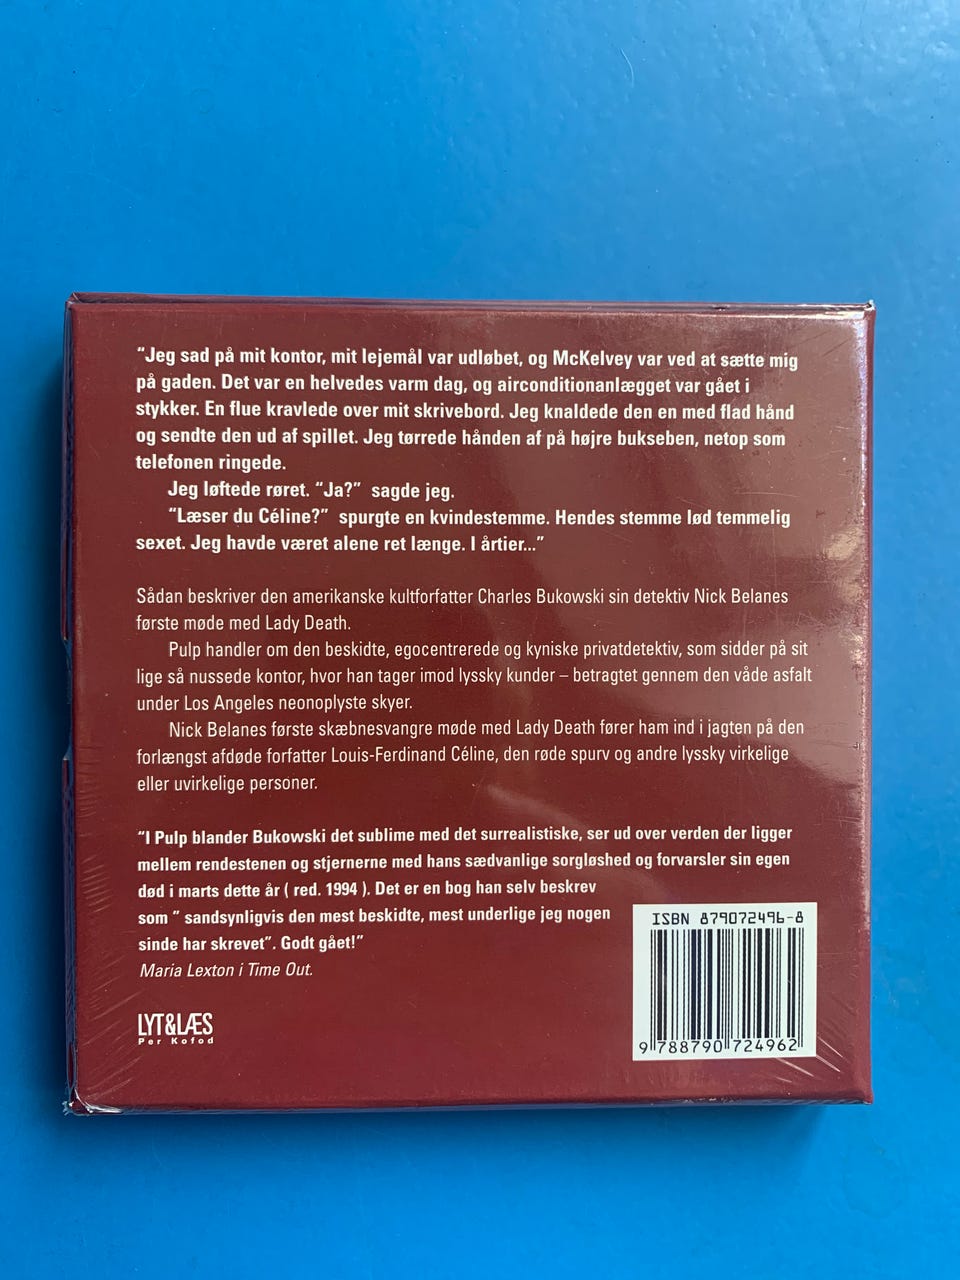 “Jeg sad på mit kontor, mit lejemål var udløbet, og McKelvey var ved at sætte mig
på gaden. Det var en helvedes varm dag, og airconditionanlægget var gået i
stykker. En flue kravlede over mit skrivebord. Jeg knaldede den en med flad hånd
og sendte den ud af spillet. Jeg tørrede hånden af på højre bukseben, netop som
telefonen ringede.
Jeg løftede røret. “Ja?” sagde jeg.
“Læser du Céline?” spurgte en kvindestemme. Hendes stemme lød temmelig
sexet. Jeg havde været alene ret længe. I årtier...”
Sådan beskriver den amerikanske kultforfatter Charles Bukowski sin detektiv Nick Belanes
første møde med Lady Death.
Pulp handler om den beskidte, egocentrerede og kyniske privatdetektiv, som sidder på sit
lige så nussede kontor, hvor han tager imod lyssky kunder – betragtet gennem den våde asfalt
under Los Angeles neonoplyste skyer.
Nick Belanes første skæbnesvangre møde med Lady Death fører ham ind i jagten på den
forlængst afdøde forfatter Louis-Ferdinand Céline, den røde spurv og andre lyssky virkelige
eller uvirkelige personer.
“I Pulp blander Bukowski det sublime med det surrealistiske, ser ud over verden der ligger
mellem rendestenen og stjernerne med hans sædvanlige sorgløshed og forvarsler sin egen
død i marts dette år ( red. 1994 ). Det er en bog han selv beskrev
som ” sandsynligvis den mest beskidte, mest underlige jeg nogen
sinde har skrevet”. Godt gået!”
Maria Lexton i Time Out.
LYT&LÆS
Per Kofod
ISBN 879072496-8
9 788790 724962